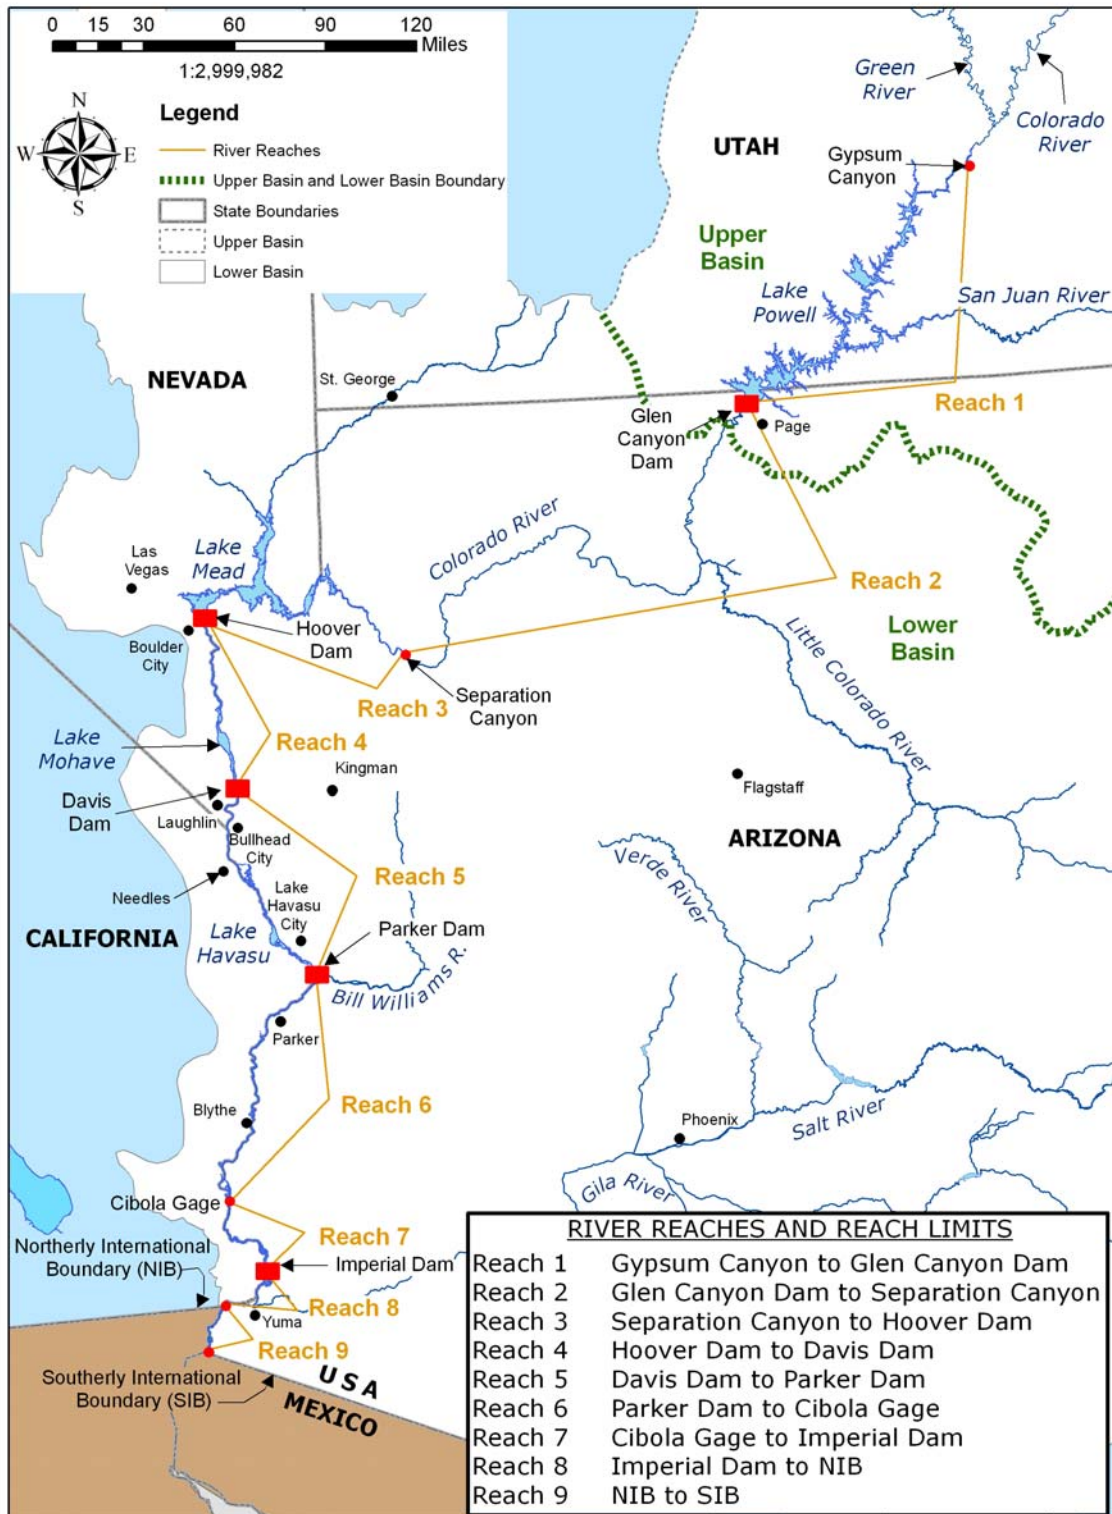 0 15 30 60 90 120
Miles
1:2,999,982
N
W E
S
Legend
River Reaches
Upper Basin and Lower Basin Boundary
State Boundaries
Upper Basin
Lower Basin
Green
River
Colorado
River
UTAH
Gypsum
Canyon
Upper
Basin
Lake
Powell
San Juan River
NEVADA
St. George
Reach 1
Glen
Canyon
Dam
Page
Colorado River
Lake
Mead
Las
Vegas
Reach 2
Hoover
Dam
Boulder
City
Little Colorado River
Lower
Basin
Separation
Canyon
Reach 3
Reach 4
Lake
Mohave
Kingman
Flagstaff
Davis
Dam
Laughlin
Bullhead
City
ARIZONA
Verde River
Reach 5
Needles
Lake
Havasu
City
Parker Dam
CALIFORNIA
Lake
Havasu
Bill Williams R.
Parker
Reach 6
Blythe
Phoenix
Salt River
Cibola Gage
Gila River
Reach 7
Northerly International
Boundary (NIB)
Imperial Dam
Reach 8
Yuma
Reach 9
Southerly International
Boundary (SIB)
USA
MEXICO
RIVER REACHES AND REACH LIMITS
Reach 1 Gypsum Canyon to Glen Canyon Dam
Reach 2 Glen Canyon Dam to Separation Canyon
Reach 3 Separation Canyon to Hoover Dam
Reach 4 Hoover Dam to Davis Dam
Reach 5 Davis Dam to Parker Dam
Reach 6 Parker Dam to Cibola Gage
Reach 7 Cibola Gage to Imperial Dam
Reach 8 Imperial Dam to NIB
Reach 9 NIB to SIB